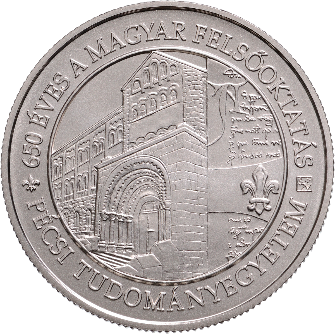 650 ÉVES A MAGYAR FELSŐOKTATÁS
PÉCSI TUDOMÁNYEGYETEM